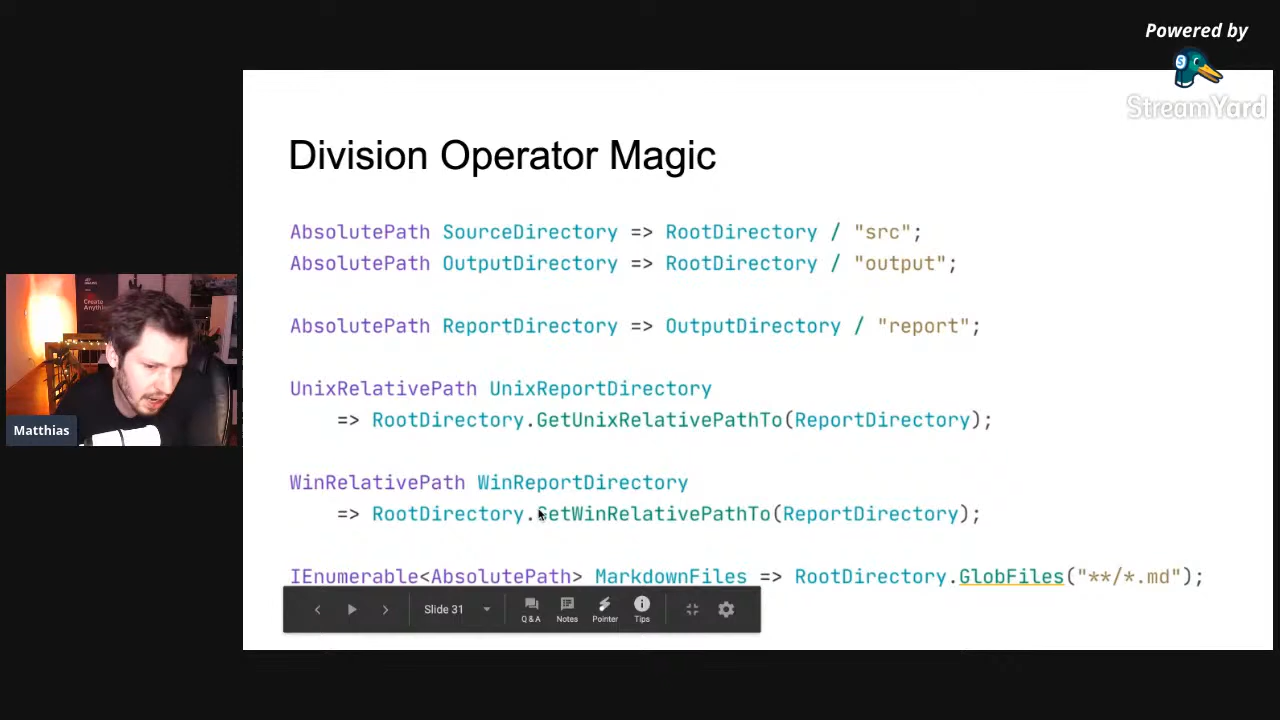 Powered by
StreamYard
Division Operator Magic
AbsolutePath SourceDirectory => RootDirectory / "src";
AbsolutePath OutputDirectory => RootDirectory / "output";
AbsolutePath ReportDirectory => OutputDirectory / "report";
UnixRelativePath UnixReportDirectory
=> RootDirectory.GetUnixRelativePathTo(ReportDirectory);
WinRelativePath WinReportDirectory
=> RootDirectory.GetWinRelativePathTo(ReportDirectory);
IEnumerable<AbsolutePath> MarkdownFiles => RootDirectory.GlobFiles("**/*.md");
Slide 31
Q & A
Notes
Pointer
Tips
Create
Anything
Matthias